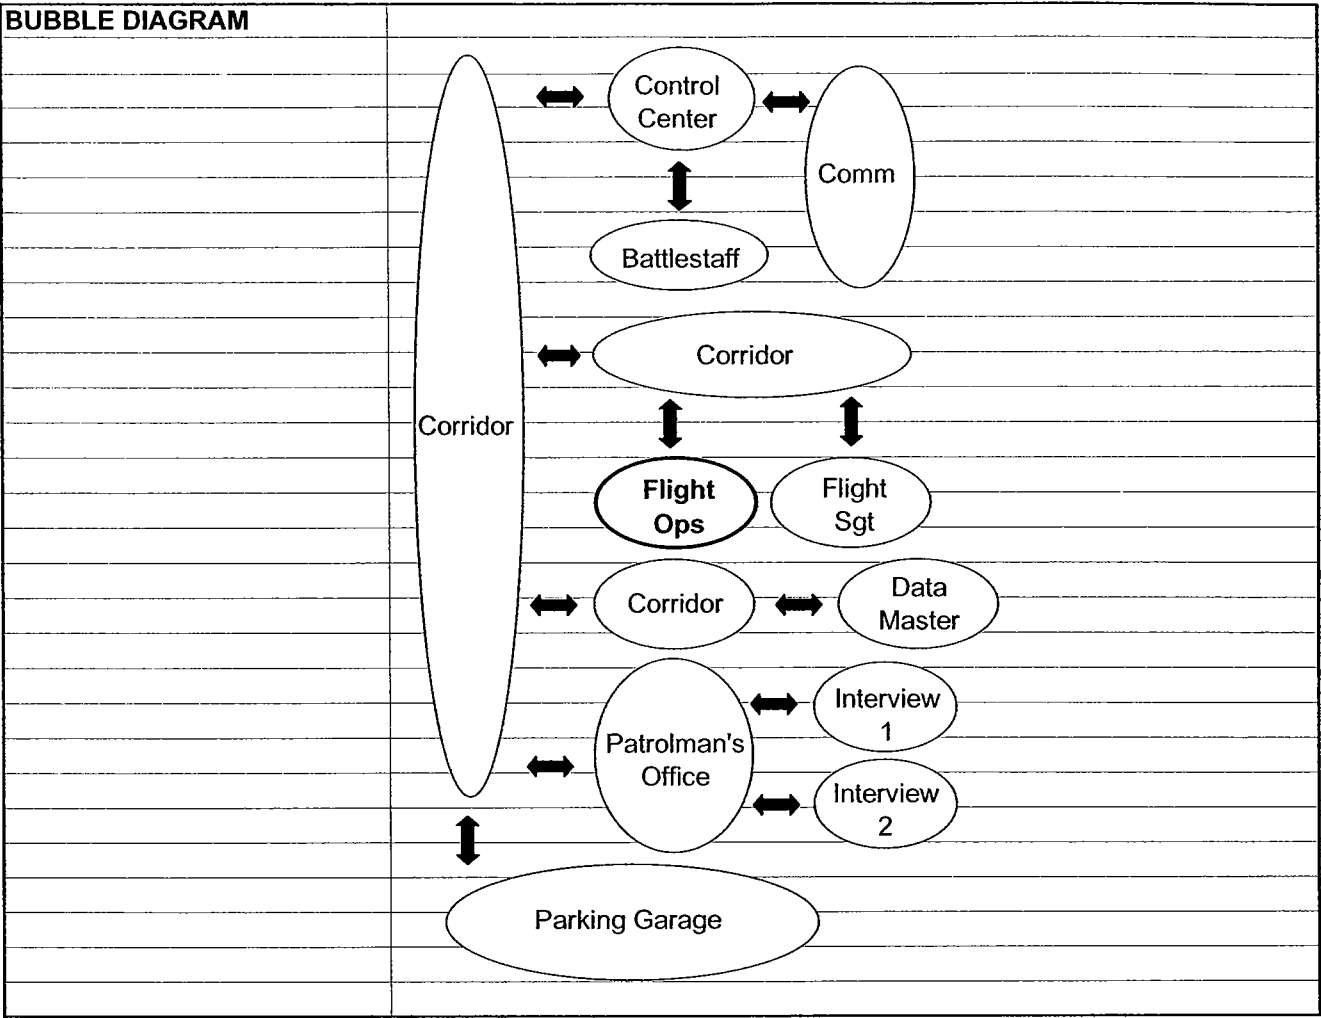 BUBBLE DIAGRAM
Control
Center
Comm
Battlestaff
Corridor
Corridor
Flight
Ops
Flight
Sgt
Corridor
Data
Master
Patrolman's
Office
Interview
1
Interview
2
Parking Garage